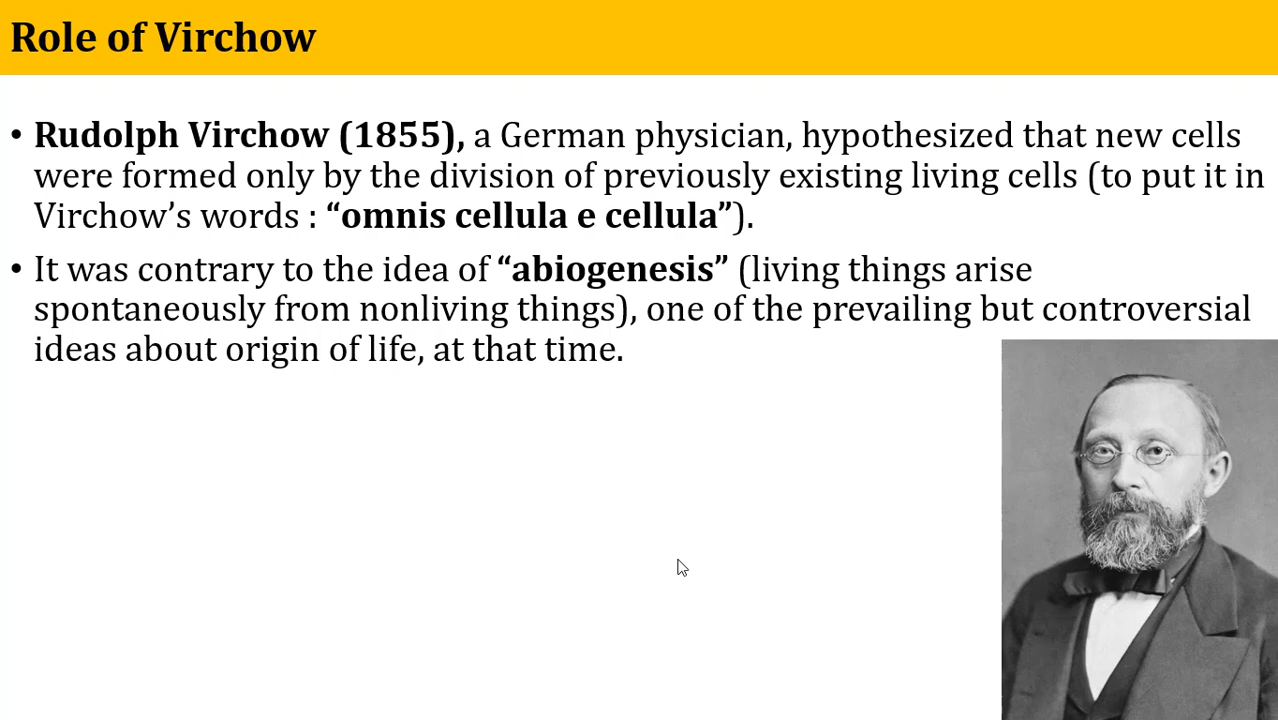 Role of Virchow
• Rudolph Virchow (1855), a German physician, hypothesized that new cells
were formed only by the division of previously existing living cells (to put it in
Virchow’s words : “omnis cellula e cellula”).
• It was contrary to the idea of “abiogenesis” (living things arise
spontaneously from nonliving things), one of the prevailing but controversial
ideas about origin of life, at that time.